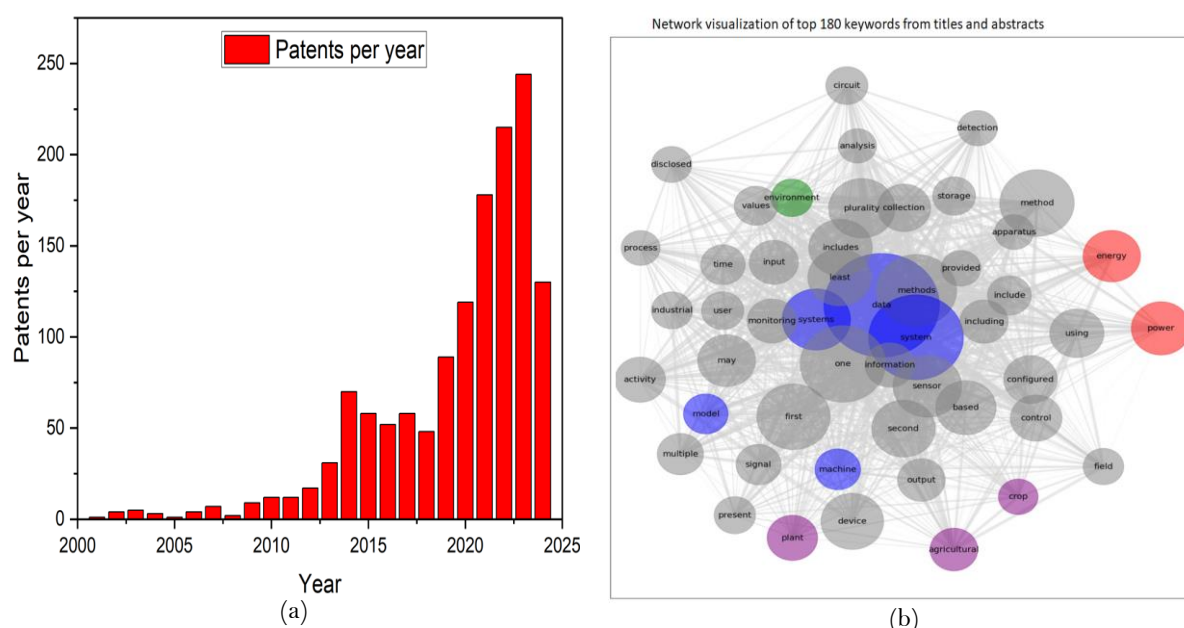 Patents per year
250
200
150
100
50
0
2000
2005
2010
2015
2020
2025
Patents per year
Year
(a)
Network visualization of top 180 keywords from titles and abstracts
circuit
detection
analysis
disclosed
environment
storage
method
values
plurality
collection
apparatus
process
includes
energy
time
input
least
provided
methods
data
include
industrial
user
monitoring
systems
system
including
using
power
may
one
information
activity
sensor
configured
model
first
second
based
control
multiple
signal
machine
output
field
crop
present
device
plant
agricultural
(b)